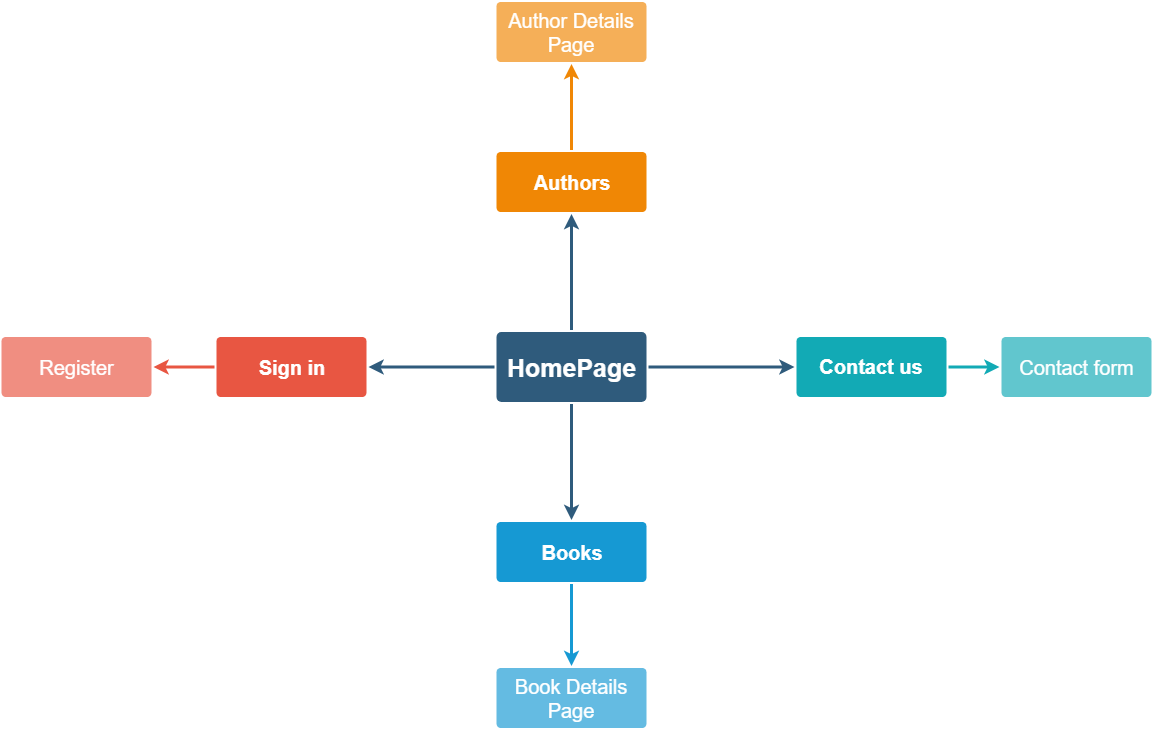 Author Details
Page
Authors
Register
Sign in
HomePage
Contact us
Contact form
Books
Book Details
Page